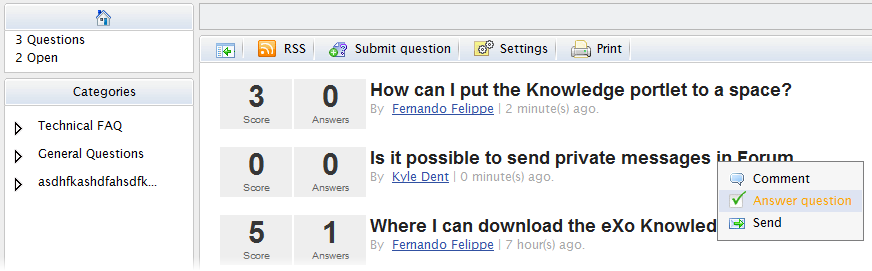 3 Questions
2 Open
Categories
Technical FAQ
General Questions
asdhfkashdfahsdfk...
RSS Submit question Settings Print
3 0 How can I put the Knowledge portlet to a space?
Score Answers By Fernando Felippe | 2 minute(s) ago.
0 0 Is it possible to send private messages in Forum
Score Answers By Kyle Dent | 0 minute(s) ago.
Comment
Answer question
Send
5 1 Where I can download the eXo Knowled
Score Answers By Fernando Felippe | 7 hour(s) ago.